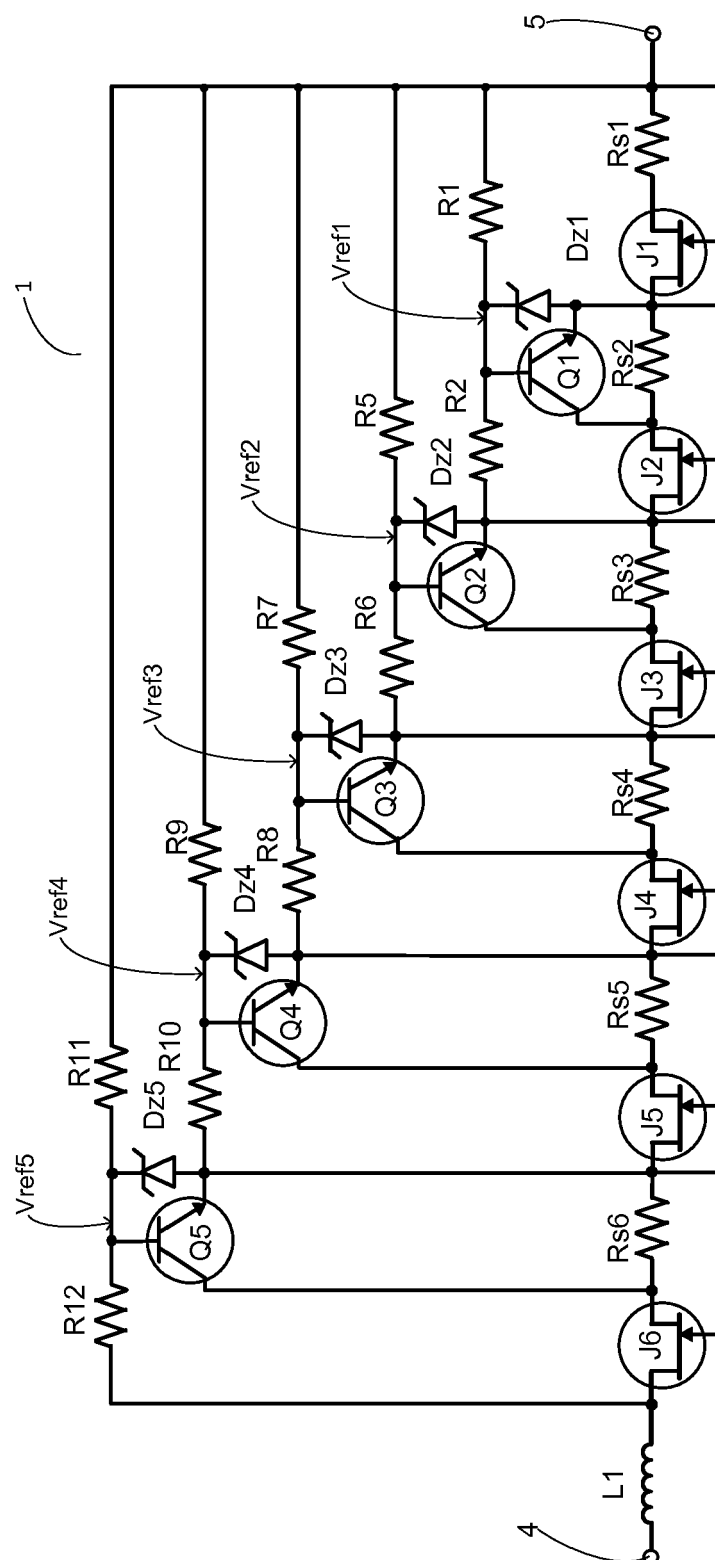 1
5
Rs1
J1
Dz1
R1
Vref1
Q1
Rs2
J2
R2
Dz2
R5
Vref2
Q2
Rs3
J3
R6
Dz3
R7
Vref3
Q3
Rs4
J4
R8
Dz4
R9
Vref4
Q4
Rs5
J5
R10
Dz5
R11
Vref5
Q5
Rs6
J6
R12
L1
4